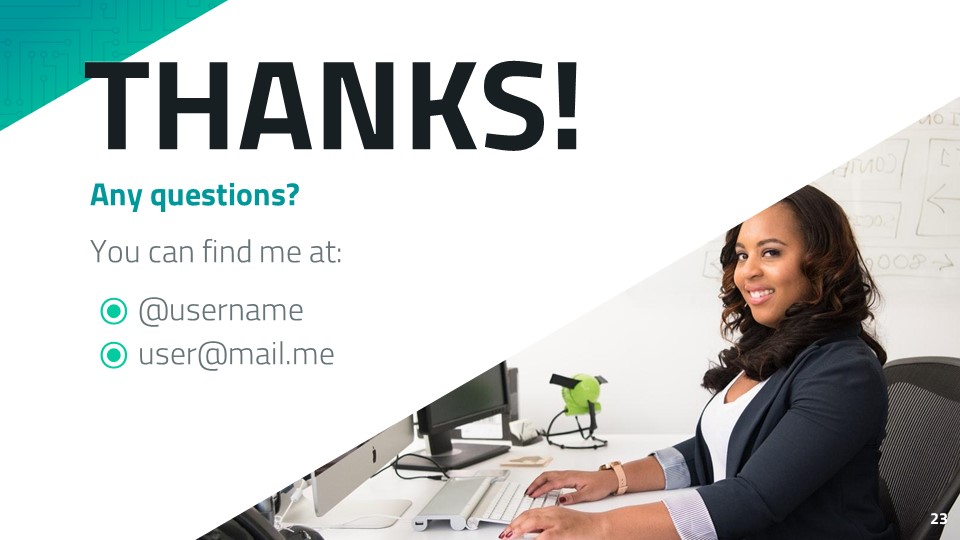 THANKS!
Any questions?
You can find me at:
@username
user@mail.me
23